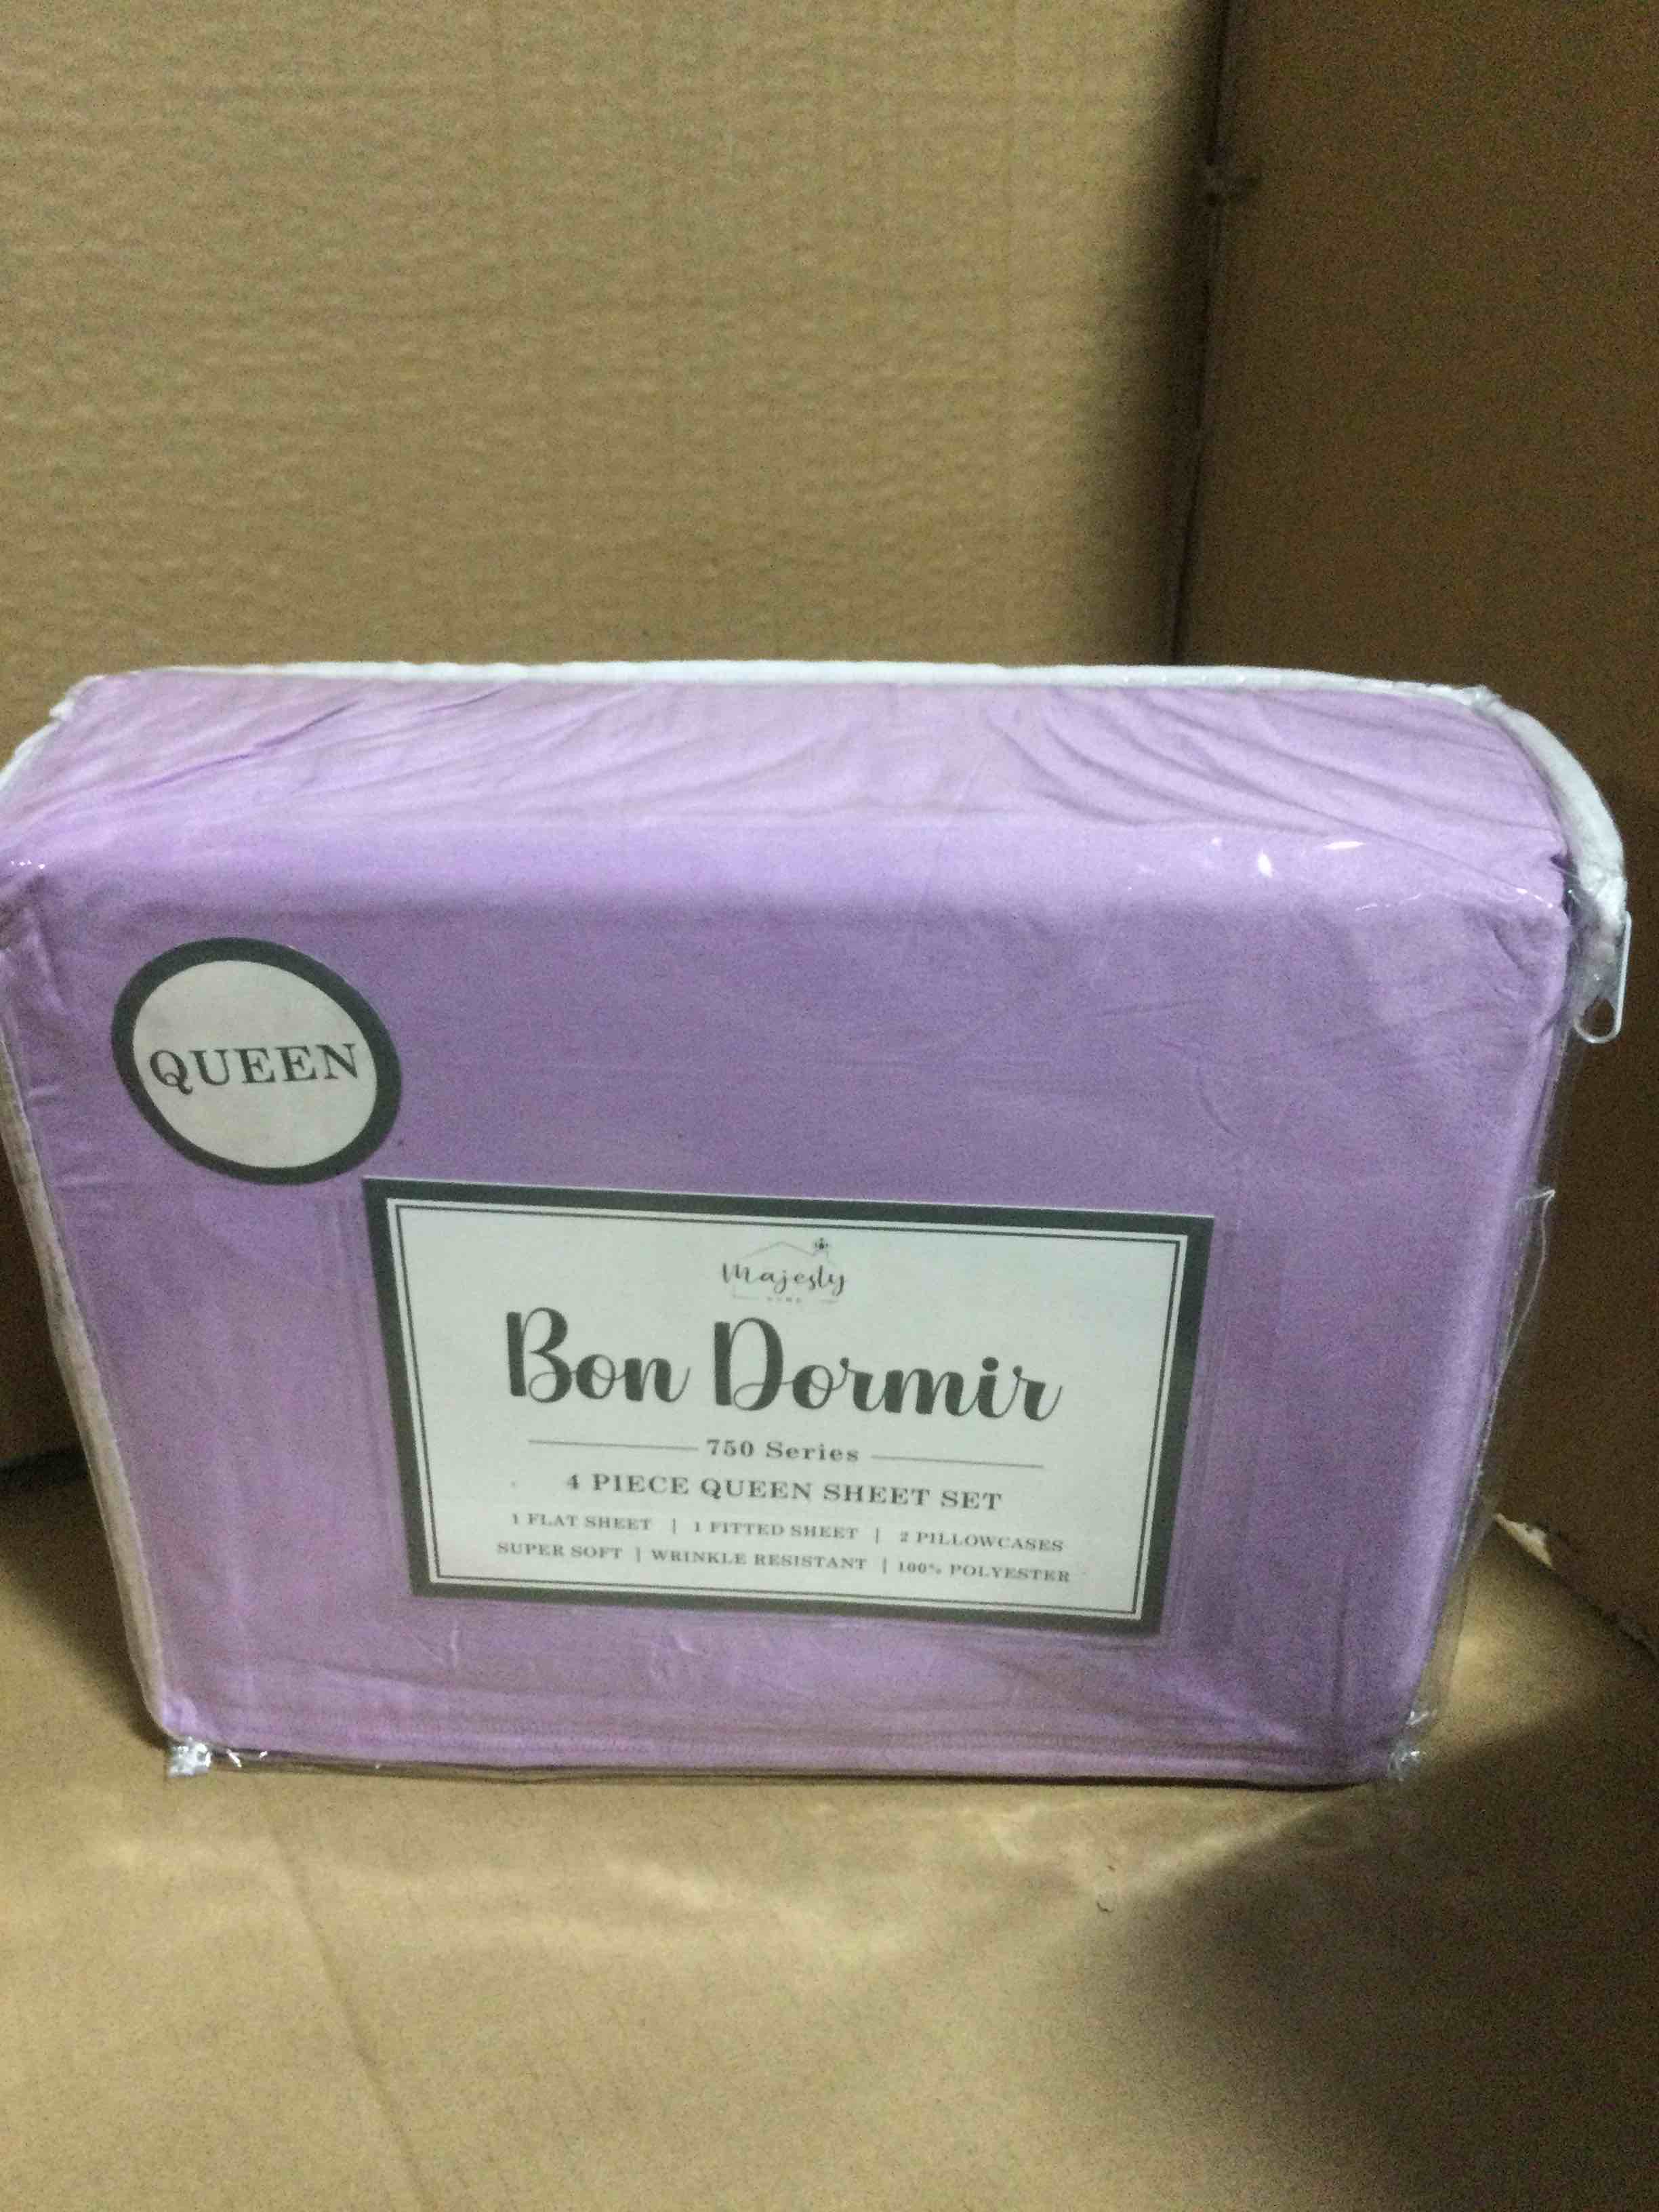 QUEEN
Majesty
HOME
Bon Dormir
750 Series
4 PIECE QUEEN SHEET SET
1 FLAT SHEET | 1 FITTED SHEET | 2 PILLOWCASES
SUPER SOFT | WRINKLE RESISTANT | 100% POLYESTER